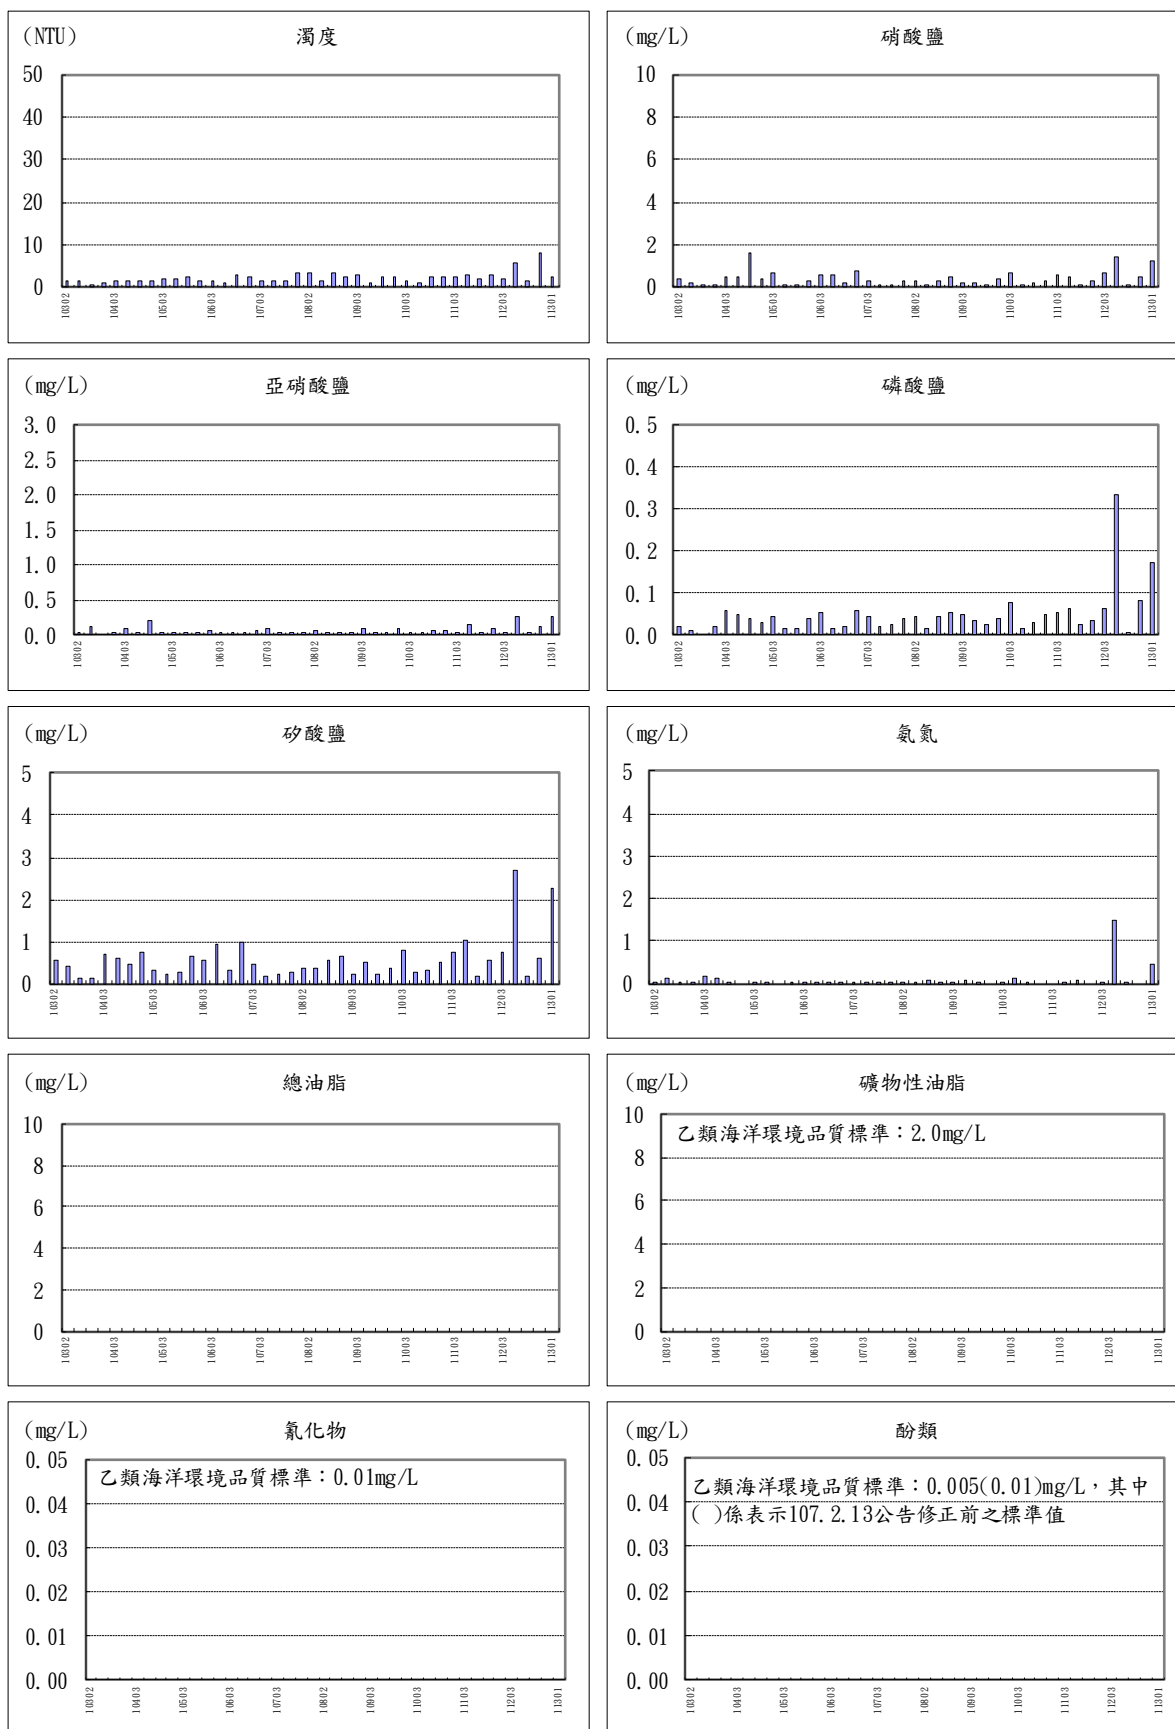 (NTU) 濁度
50
40
30
20
10
0
10302 10403 10503 10603 10703 10802 10903 11003 11103 11203 11301
(mg/L) 硝酸鹽
10
8
6
4
2
0
10302 10403 10503 10603 10703 10802 10903 11003 11103 11203 11301
(mg/L) 亞硝酸鹽
3.0
2.5
2.0
1.5
1.0
0.5
0.0
10302 10403 10503 10603 10703 10802 10903 11003 11103 11203 11301
(mg/L) 磷酸鹽
0.5
0.4
0.3
0.2
0.1
0.0
10302 10403 10503 10603 10703 10802 10903 11003 11103 11203 11301
(mg/L) 矽酸鹽
5
4
3
2
1
0
10302 10403 10503 10603 10703 10802 10903 11003 11103 11203 11301
(mg/L) 氨氮
5
4
3
2
1
0
10302 10403 10503 10603 10703 10802 10903 11003 11103 11203 11301
(mg/L) 總油脂
10
8
6
4
2
0
10302 10403 10503 10603 10703 10802 10903 11003 11103 11203 11301
(mg/L) 礦物性油脂
乙類海洋環境品質標準：2.0mg/L
10
8
6
4
2
0
10302 10403 10503 10603 10703 10802 10903 11003 11103 11203 11301
(mg/L) 氰化物
乙類海洋環境品質標準：0.01mg/L
0.05
0.04
0.03
0.02
0.01
0.00
10302 10403 10503 10603 10703 10802 10903 11003 11103 11203 11301
(mg/L) 酚類
乙類海洋環境品質標準：0.005(0.01)mg/L，其中
( )係表示107.2.13公告修正前之標準值
0.05
0.04
0.03
0.02
0.01
0.00
10302 10403 10503 10603 10703 10802 10903 11003 11103 11203 11301